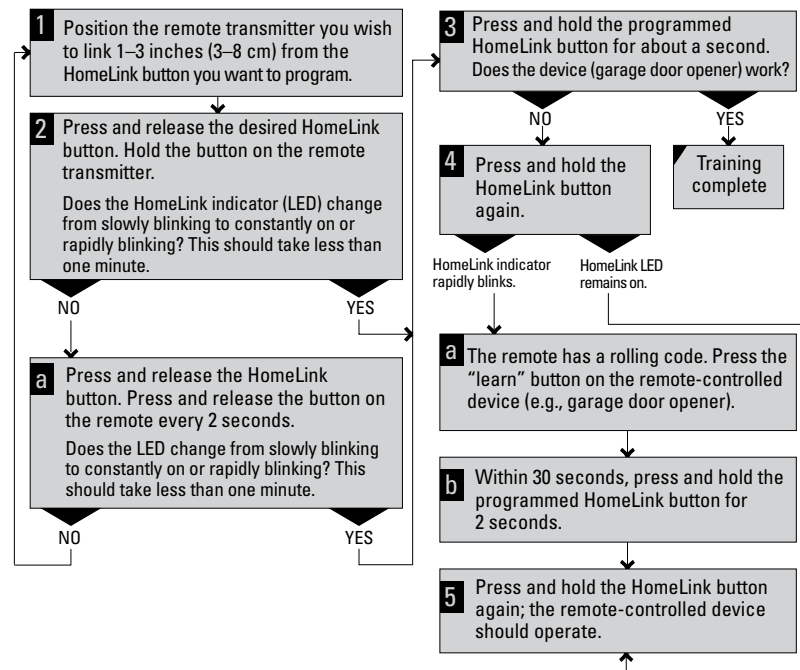 1
Position the remote transmitter you wish
to link 1–3 inches (3–8 cm) from the
HomeLink button you want to program.
2
Press and release the desired HomeLink
button. Hold the button on the remote
transmitter.
Does the HomeLink indicator (LED) change
from slowly blinking to constantly on or
rapidly blinking? This should take less than
one minute.
NO
YES
a
Press and release the HomeLink
button. Press and release the button on
the remote every 2 seconds.
Does the LED change from slowly blinking
to constantly on or rapidly blinking? This
should take less than one minute.
NO
YES
3
Press and hold the programmed
HomeLink button for about a second.
Does the device (garage door opener) work?
NO
YES
4
Press and hold the
HomeLink button
again.
Training
complete
HomeLink indicator
rapidly blinks.
HomeLink LED
remains on.
a
The remote has a rolling code. Press the
“learn” button on the remote-controlled
device (e.g., garage door opener).
b
Within 30 seconds, press and hold the
programmed HomeLink button for
2 seconds.
5
Press and hold the HomeLink button
again; the remote-controlled device
should operate.